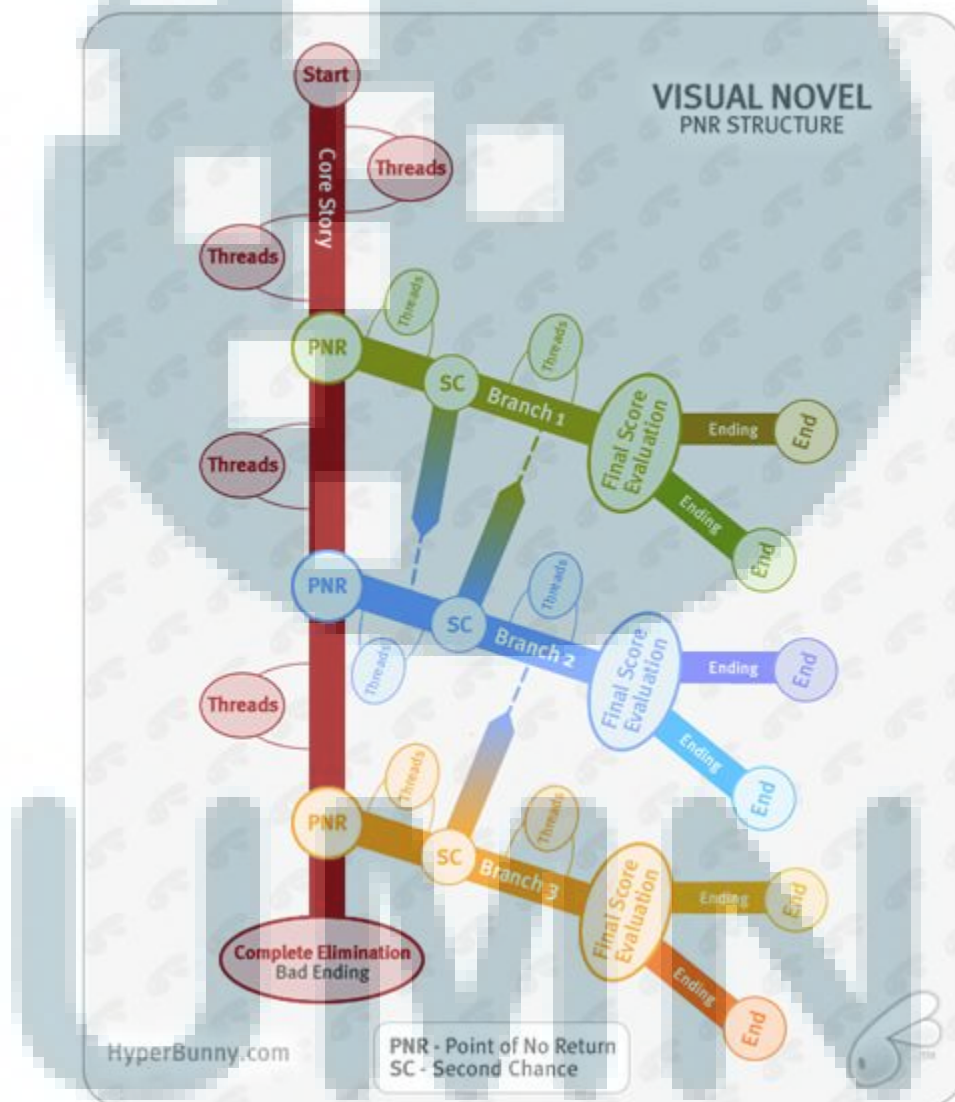 Start
VISUAL NOVEL
PNR STRUCTURE
Core Story
Threads
Threads
Threads
PNR
Threads
SC
Branch 1
Final Score
Evaluation
Ending
End
Ending
End
Threads
PNR
Threads
SC
Branch 2
Threads
Final Score
Evaluation
Ending
End
Ending
End
Threads
Threads
PNR
Threads
SC
Branch 3
Final Score
Evaluation
Ending
End
Ending
End
Complete Elimination
Bad Ending
HyperBunny.com
PNR - Point of No Return
SC - Second Chance
UMN